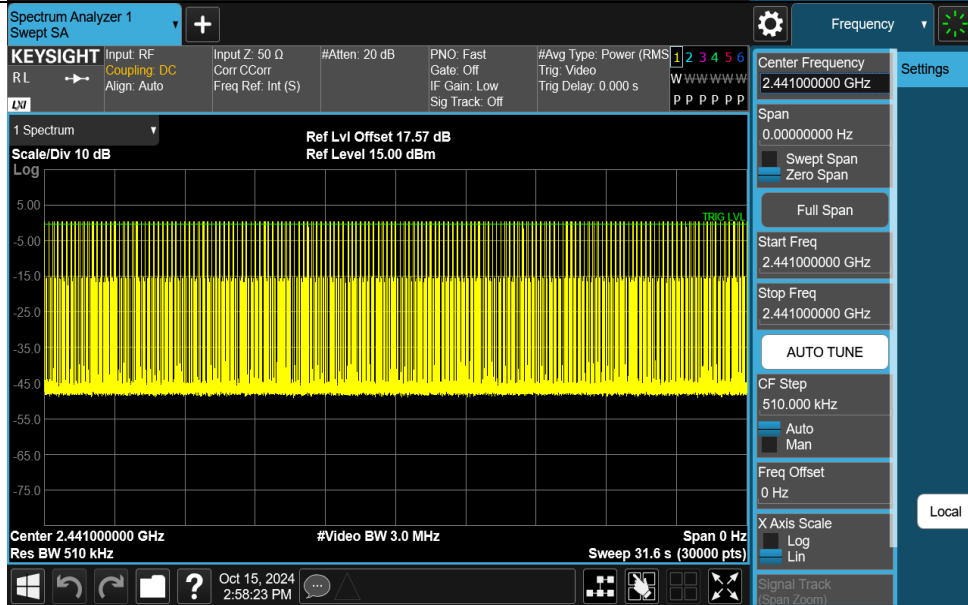 Spectrum Analyzer 1
Swept SA
+
Frequency
KEYSIGHT
R L
LXI
Input: RF
Coupling: DC
Align: Auto
Input Z: 50 Ω
Corr CCorr
Freq Ref: Int (S)
#Atten: 20 dB
PNO: Fast
Gate: Off
IF Gain: Low
Sig Track: Off
#Avg Type: Power (RMS
Trig: Video
Trig Delay: 0.000 s
1 2 3 4 5 6
W W W W W W
P P P P P P
1 Spectrum
Scale/Div 10 dB
Log
Ref Lvl Offset 17.57 dB
Ref Level 15.00 dBm
TRIG LVL
5.00
-5.00
-15.0
-25.0
-35.0
-45.0
-55.0
-65.0
-75.0
Center 2.441000000 GHz
Res BW 510 kHz
#Video BW 3.0 MHz
Span 0 Hz
Sweep 31.6 s (30000 pts)
?
Oct 15, 2024
2:58:23 PM
Center Frequency
2.441000000 GHz
Span
0.00000000 Hz
Swept Span
Zero Span
Full Span
Start Freq
2.441000000 GHz
Stop Freq
2.441000000 GHz
AUTO TUNE
CF Step
510.000 kHz
Auto
Man
Freq Offset
0 Hz
X Axis Scale
Log
Lin
Signal Track
(Span Zoom)
Settings
Local